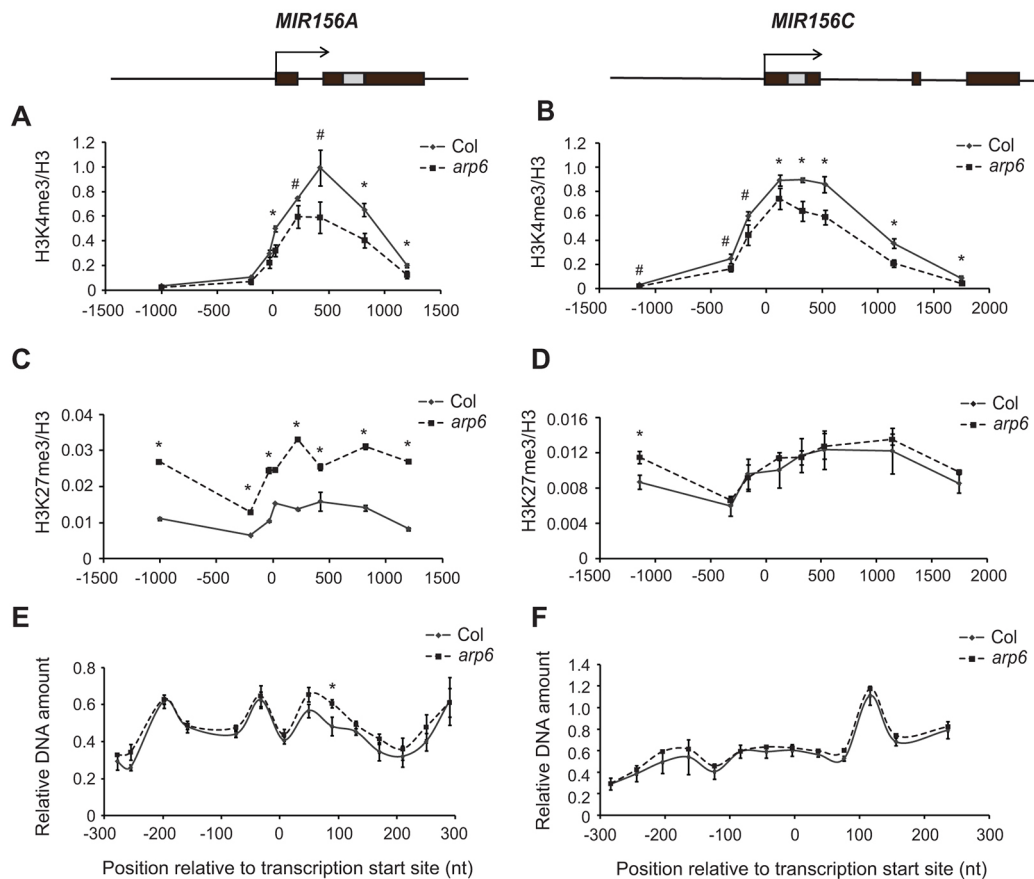 MIR156A
MIR156C
A
H3K4me3/H3
1.2
1.0
0.8
0.6
0.4
0.2
0
-1500 -1000 -500 0 500 1000 1500
* # # * *
Col
arp6
B
H3K4me3/H3
1.2
1.0
0.8
0.6
0.4
0.2
0
-1500 -1000 -500 0 500 1000 1500 2000
# # # * * * * *
Col
arp6
C
H3K27me3/H3
0.04
0.03
0.02
0.01
0
-1500 -1000 -500 0 500 1000 1500
* * * * * * *
Col
arp6
D
H3K27me3/H3
0.016
0.012
0.008
0.004
0
-1500 -1000 -500 0 500 1000 1500 2000
*
Col
arp6
E
Relative DNA amount
0.8
0.6
0.4
0.2
0
-300 -200 -100 0 100 200 300
*
Col
arp6
Position relative to transcription start site (nt)
F
Relative DNA amount
1.4
1.2
1.0
0.8
0.6
0.4
0.2
0
-300 -200 -100 0 100 200 300
Col
arp6
Position relative to transcription start site (nt)